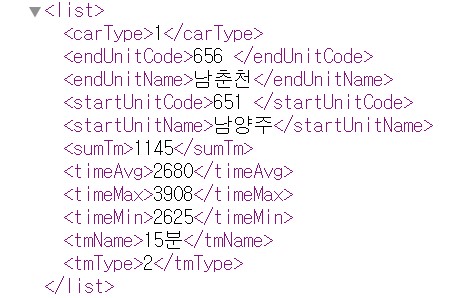 ▼<list>
<carType>1</carType>
<endUnitCode>656 </endUnitCode>
<endUnitName>남춘천</endUnitName>
<startUnitCode>651 </startUnitCode>
<startUnitName>남양주</startUnitName>
<sumTm>1145</sumTm>
<timeAvg>2680</timeAvg>
<timeMax>3908</timeMax>
<timeMin>2625</timeMin>
<tmName>15분</tmName>
<tmType>2</tmType>
</list>